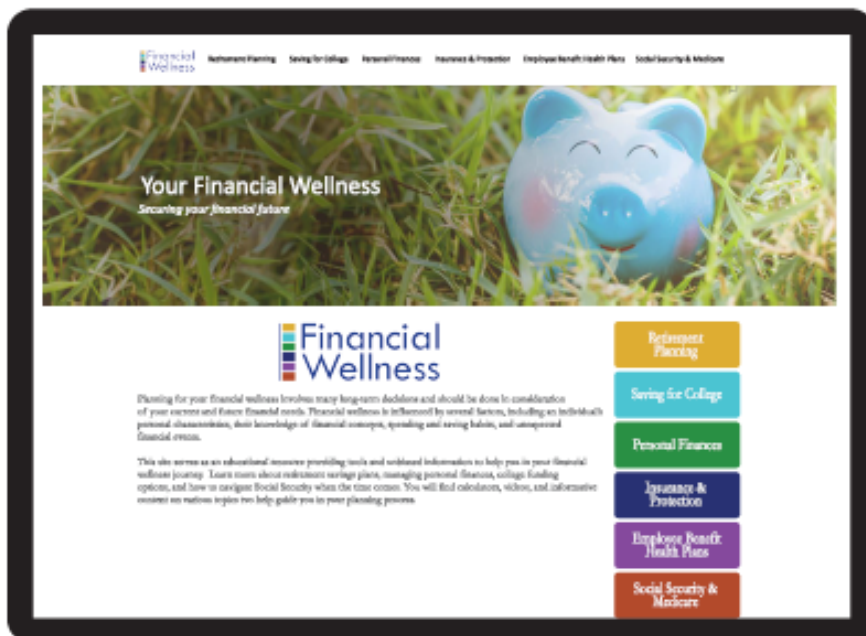 Financial
Wellness
Retirement Planning Saving for College Personal Finances Insurance & Protection Employee Benefit Health Plans Social Security & Medicare
Your Financial Wellness
Securing your financial future
Financial
Wellness
Planning for your financial wellness involves many long-term decisions and should be done in consideration
of your current and future financial needs. Financial wellness is influenced by several factors, including an individual's
personal characteristics, their knowledge of financial concepts, spending and saving habits, and unexpected
financial events.
This site serves as an educational resource providing tools and unbiased information to help you in your financial
wellness journey. Learn more about retirement savings plans, managing personal finances, college funding
options, and how to navigate Social Security when the time comes. You will find calculators, videos, and informative
content on various topics two help guide you in your planning process.
Retirement
Planning
Saving for College
Personal Finances
Insurance &
Protection
Employee Benefit
Health Plans
Social Security &
Medicare